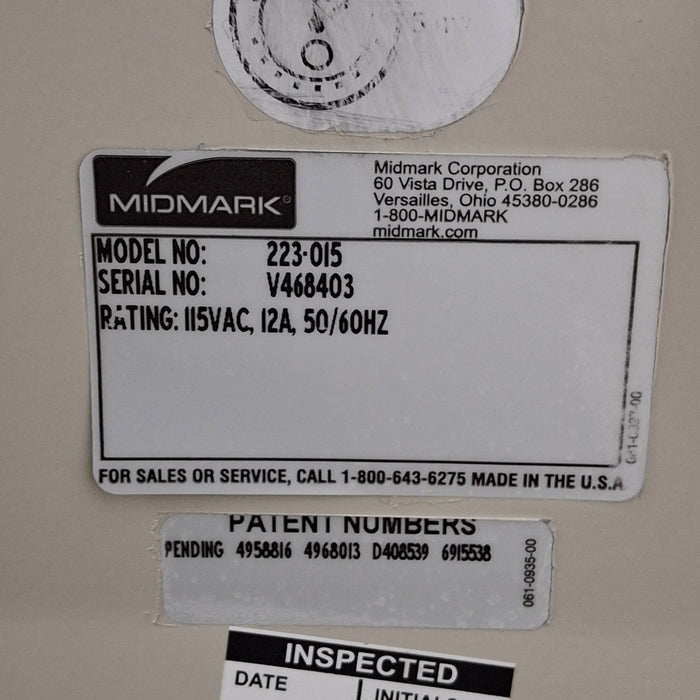 MIDMARK®
Midmark Corporation
60 Vista Drive, P.O. Box 286
Versailles, Ohio 45380-0286
1-800-MIDMARK
midmark.com
MODEL NO: 223-015
SERIAL NO: V468403
RATING: 115VAC, 12A, 50/60HZ
FOR SALES OR SERVICE, CALL 1-800-643-6275 MADE IN THE U.S.A
PATENT NUMBERS
PENDING 4958816 4968013 D408539 6915538
061-0935-00
INSPECTED
DATE